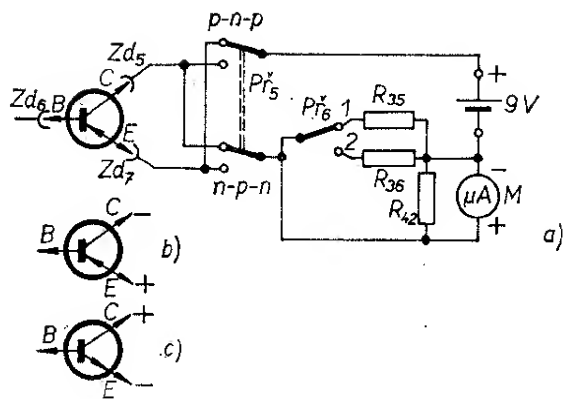 p-n-p
Zd5
C
Zd6
B
E
Zd7
Př5
n-p-n
Př6
1
2
R35
R36
R42
+
9V
-
µA
M
+
a)
C
-
B
b)
E
+
C
+
B
c)
E
-